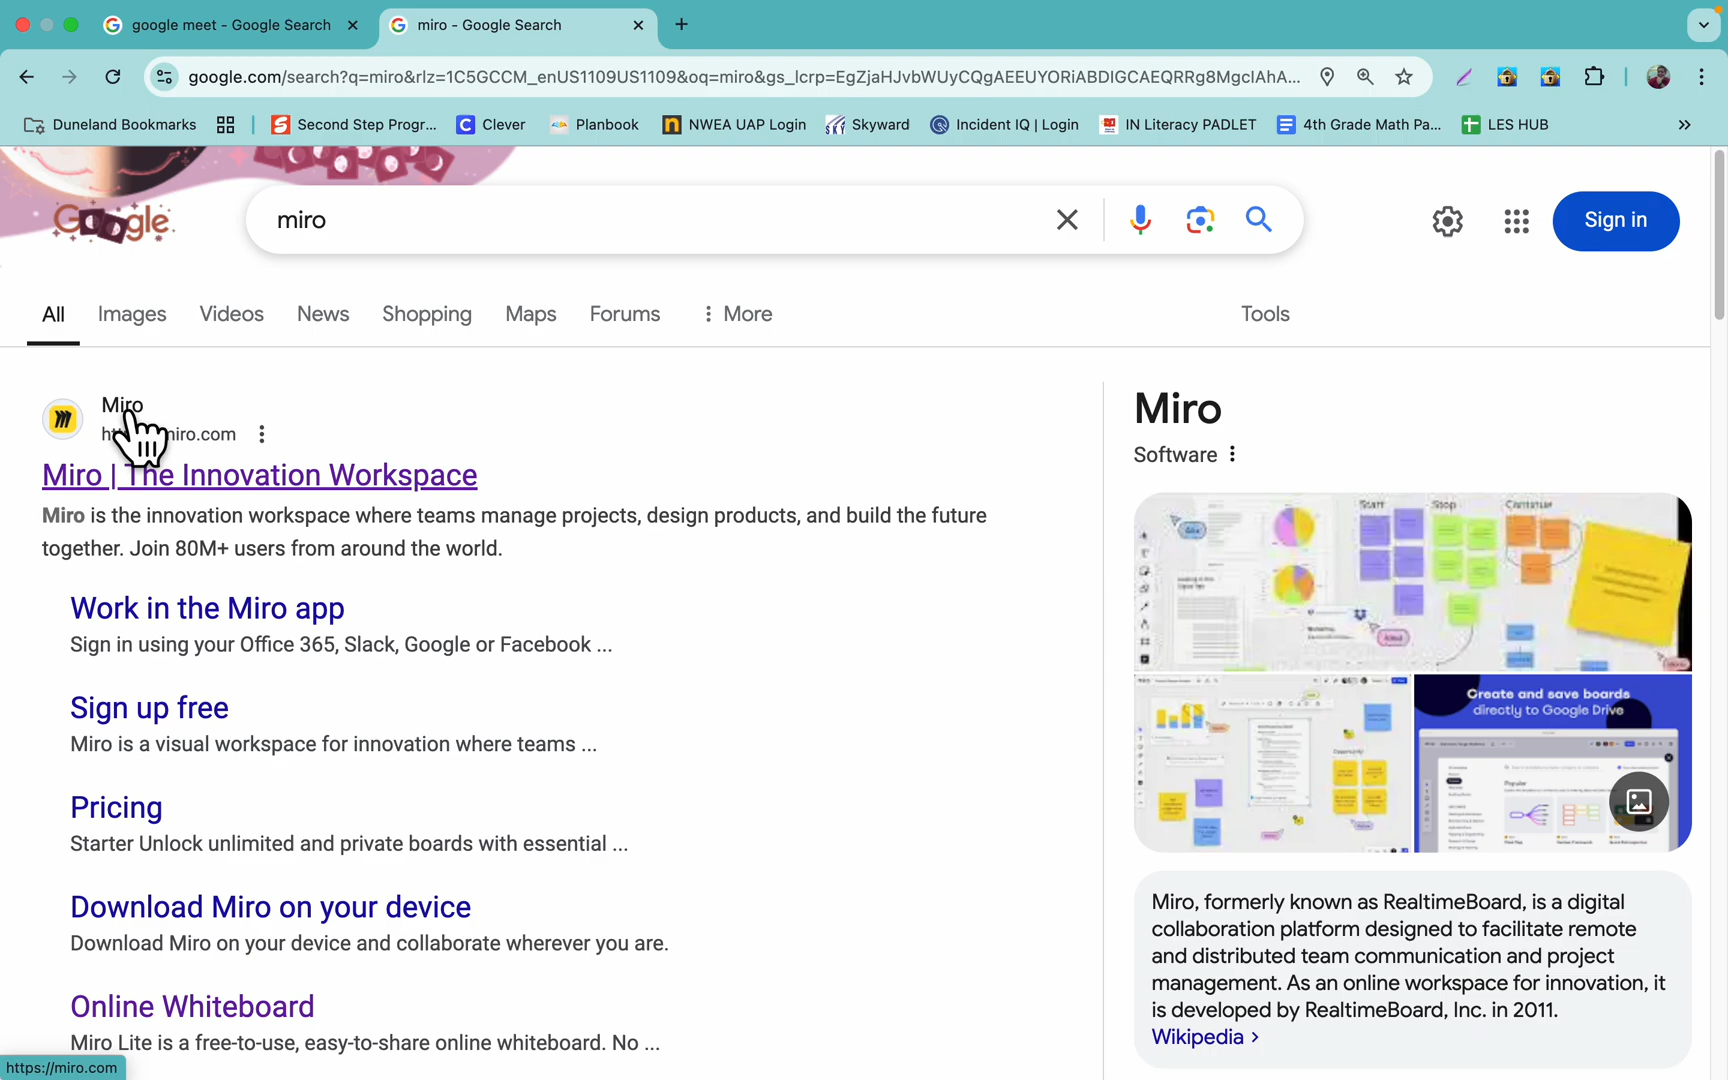 google meet - Google Search
miro - Google Search
google.com/search?q=miro&rlz=1C5GCCM_enUS1109US1109&oq=miro&gs_lcrp=EgZjaHJvbWUyCQgAEEUYORiABDIGCAEQRRg8MgcIAhA...
Duneland Bookmarks
Second Step Progr...
Clever
Planbook
NWEA UAP Login
Skyward
Incident IQ | Login
IN Literacy PADLET
4th Grade Math Pa...
LES HUB
Google
miro
Sign in
All
Images
Videos
News
Shopping
Maps
Forums
More
Tools
Miro
miro.com
Miro | The Innovation Workspace
Miro is the innovation workspace where teams manage projects, design products, and build the future
together. Join 80M+ users from around the world.
Work in the Miro app
Sign in using your Office 365, Slack, Google or Facebook ...
Sign up free
Miro is a visual workspace for innovation where teams ...
Pricing
Starter Unlock unlimited and private boards with essential ...
Download Miro on your device
Download Miro on your device and collaborate wherever you are.
Online Whiteboard
Miro Lite is a free-to-use, easy-to-share online whiteboard. No ...
https://miro.com
Miro
Software
Start
Stop
Continue
Opportunity
Create and save boards
directly to Google Drive
Popular
Miro, formerly known as RealtimeBoard, is a digital
collaboration platform designed to facilitate remote
and distributed team communication and project
management. As an online workspace for innovation, it
is developed by RealtimeBoard, Inc. in 2011.
Wikipedia